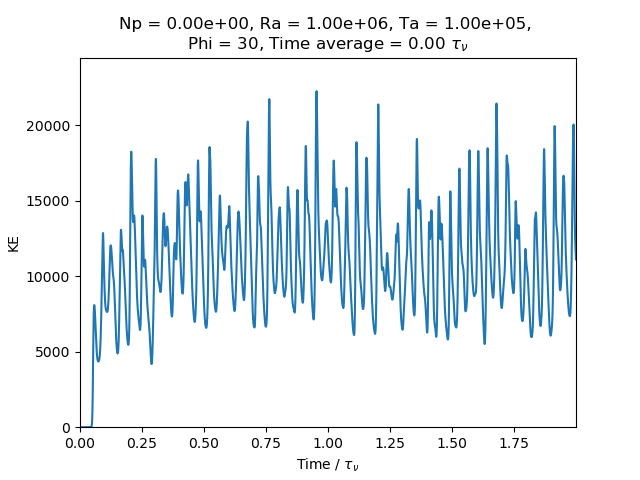 Np = 0.00e+00, Ra = 1.00e+06, Ta = 1.00e+05,
Phi = 30, Time average = 0.00 τν
KE
20000
15000
10000
5000
0
0.00 0.25 0.50 0.75 1.00 1.25 1.50 1.75
Time / τν